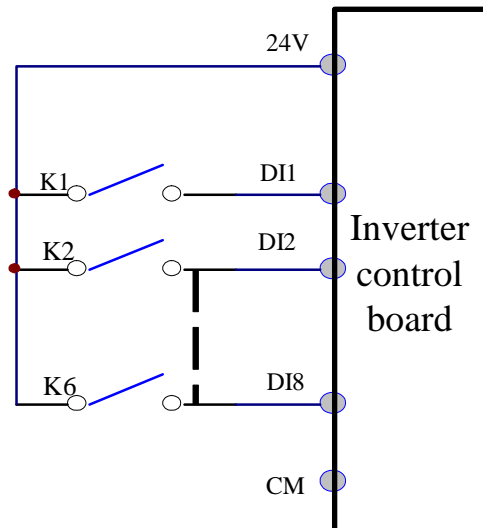 24V
K1
DI1
K2
DI2
Inverter
control
board
K6
DI8
CM